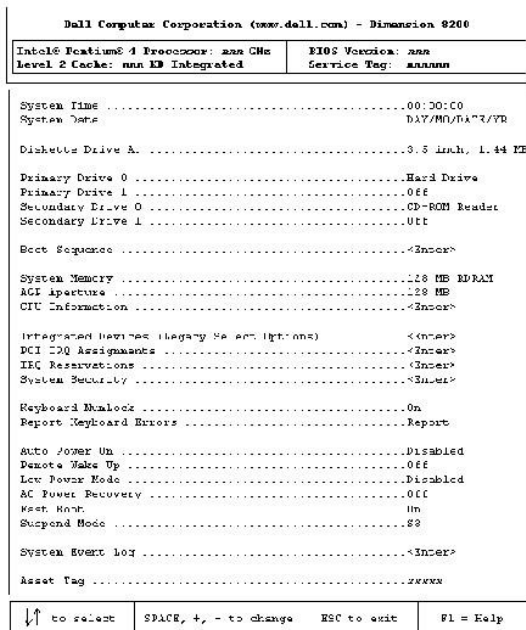 Dell Computer Corporation (www.dell.com) - Dimension 8200
Intel® Pentium® 4 Processor: nnn GHz
BIOS Version: nnn
Level 2 Cache: nnn KB Integrated
Service Tag: nnnnnn
System Time ............................................00:00:00
System Date DAY/MO/DATE/YR
Diskette Drive A: ......................................3.5 inch, 1.44 MB
Primary Drive 0 ........................................Hard Drive
Primary Drive 1 ........................................Off
Secondary Drive 0 ......................................CD-ROM Reader
Secondary Drive 1 ......................................Off
Boot Sequence ..........................................<Enter>
System Memory ..........................................128 MB RDRAM
AGP Aperture ...........................................128 MB
CPU Information ........................................<Enter>
Integrated Devices (Legacy Select Options) .............<Enter>
PCI IRQ Assignments ....................................<Enter>
IRQ Reservations .......................................<Enter>
System Security ........................................<Enter>
Keyboard NumLock .......................................On
Report Keyboard Errors .................................Report
Auto Power On ..........................................Disabled
Remote Wake Up .........................................Off
Low Power Mode .........................................Disabled
AC Power Recovery ......................................Off
Fast Boot ..............................................On
Suspend Mode ...........................................S3
System Event Log .......................................<Enter>
Asset Tag ..............................................xxxxx
↓↑ to select
SPACE, +, - to change
ESC to exit
F1 = Help